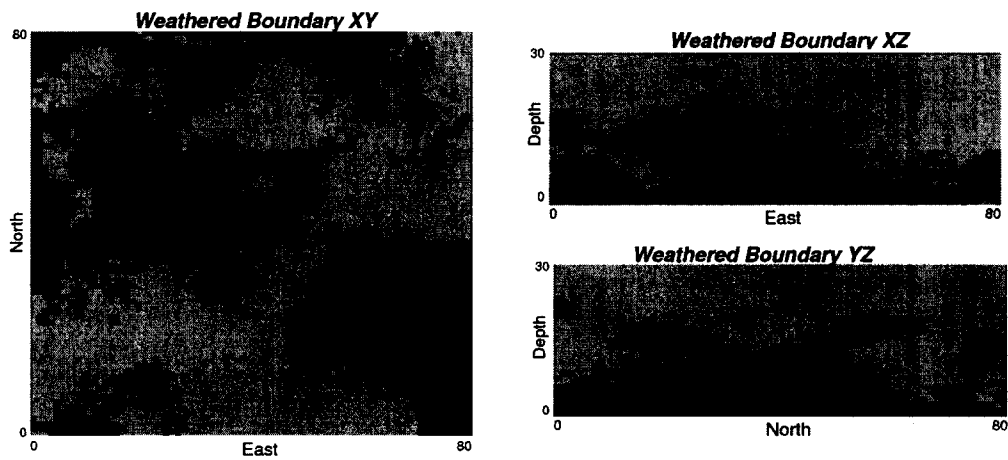 Weathered Boundary XY
80
North
0
0
East
80
Weathered Boundary XZ
30
Depth
0
0
East
80
Weathered Boundary YZ
30
Depth
0
0
North
80